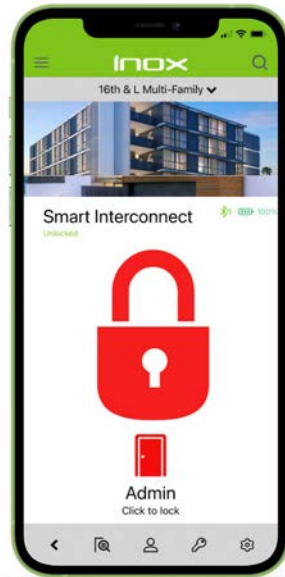 INOX
16th & L Multi-Family
Smart Interconnect
100%
Unlocked
Admin
Click to lock